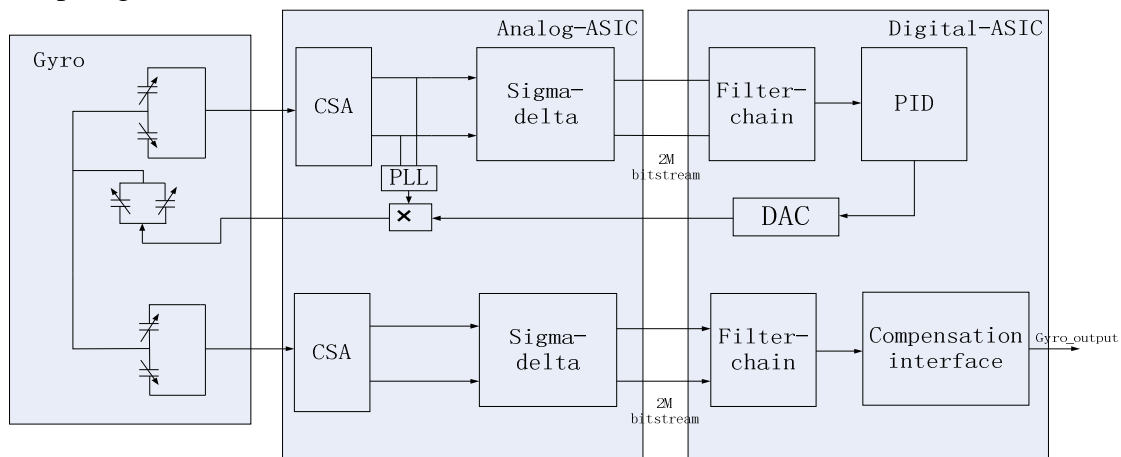 Analog-ASIC
Digital-ASIC
Gyro
CSA
Sigma-
delta
Filter-
chain
PID
PLL
2M
bitstream
×
DAC
CSA
Sigma-
delta
Filter-
chain
Compensation
interface
Gyro_output
2M
bitstream